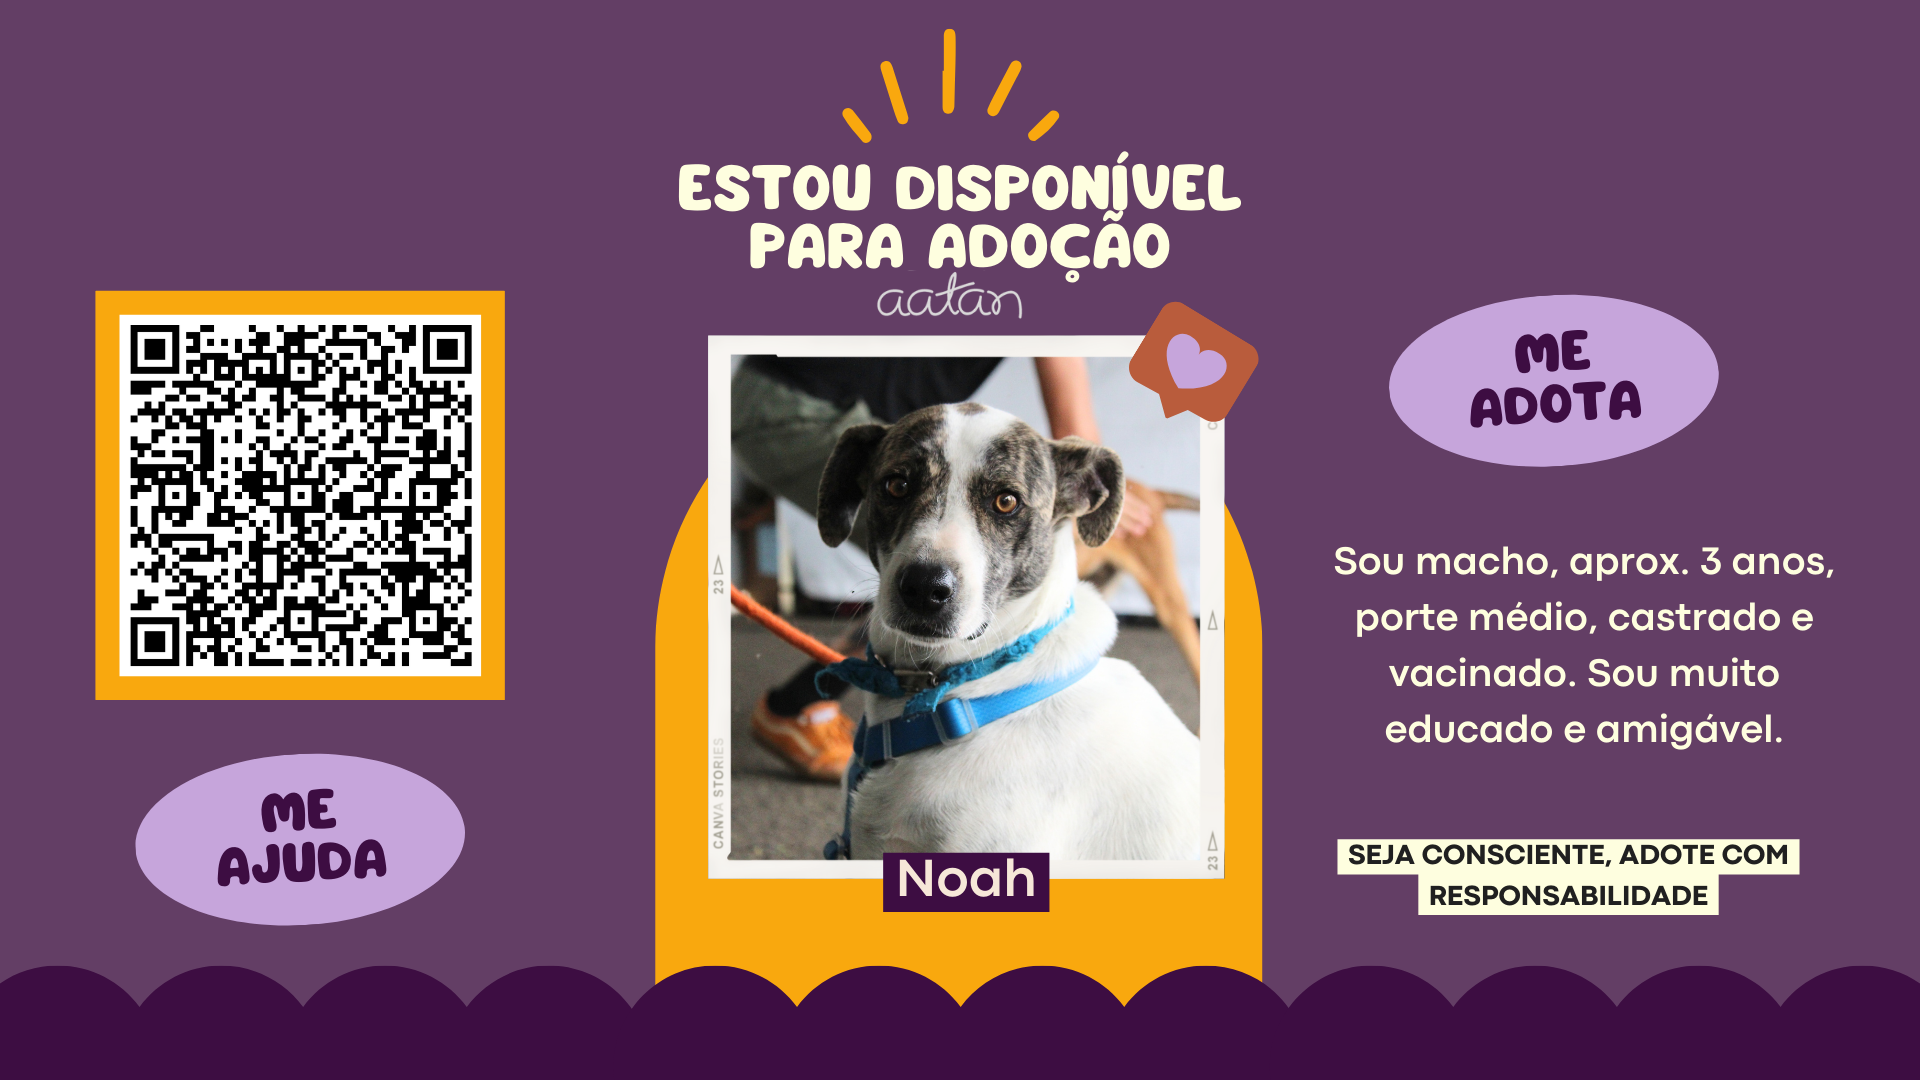 ESTOU DISPONÍVEL
PARA ADOÇÃO
aatan
ME
AJUDA
23
CANVA STORIES
23
Noah
ME
ADOTA
Sou macho, aprox. 3 anos,
porte médio, castrado e
vacinado. Sou muito
educado e amigável.
SEJA CONSCIENTE, ADOTE COM
RESPONSABILIDADE